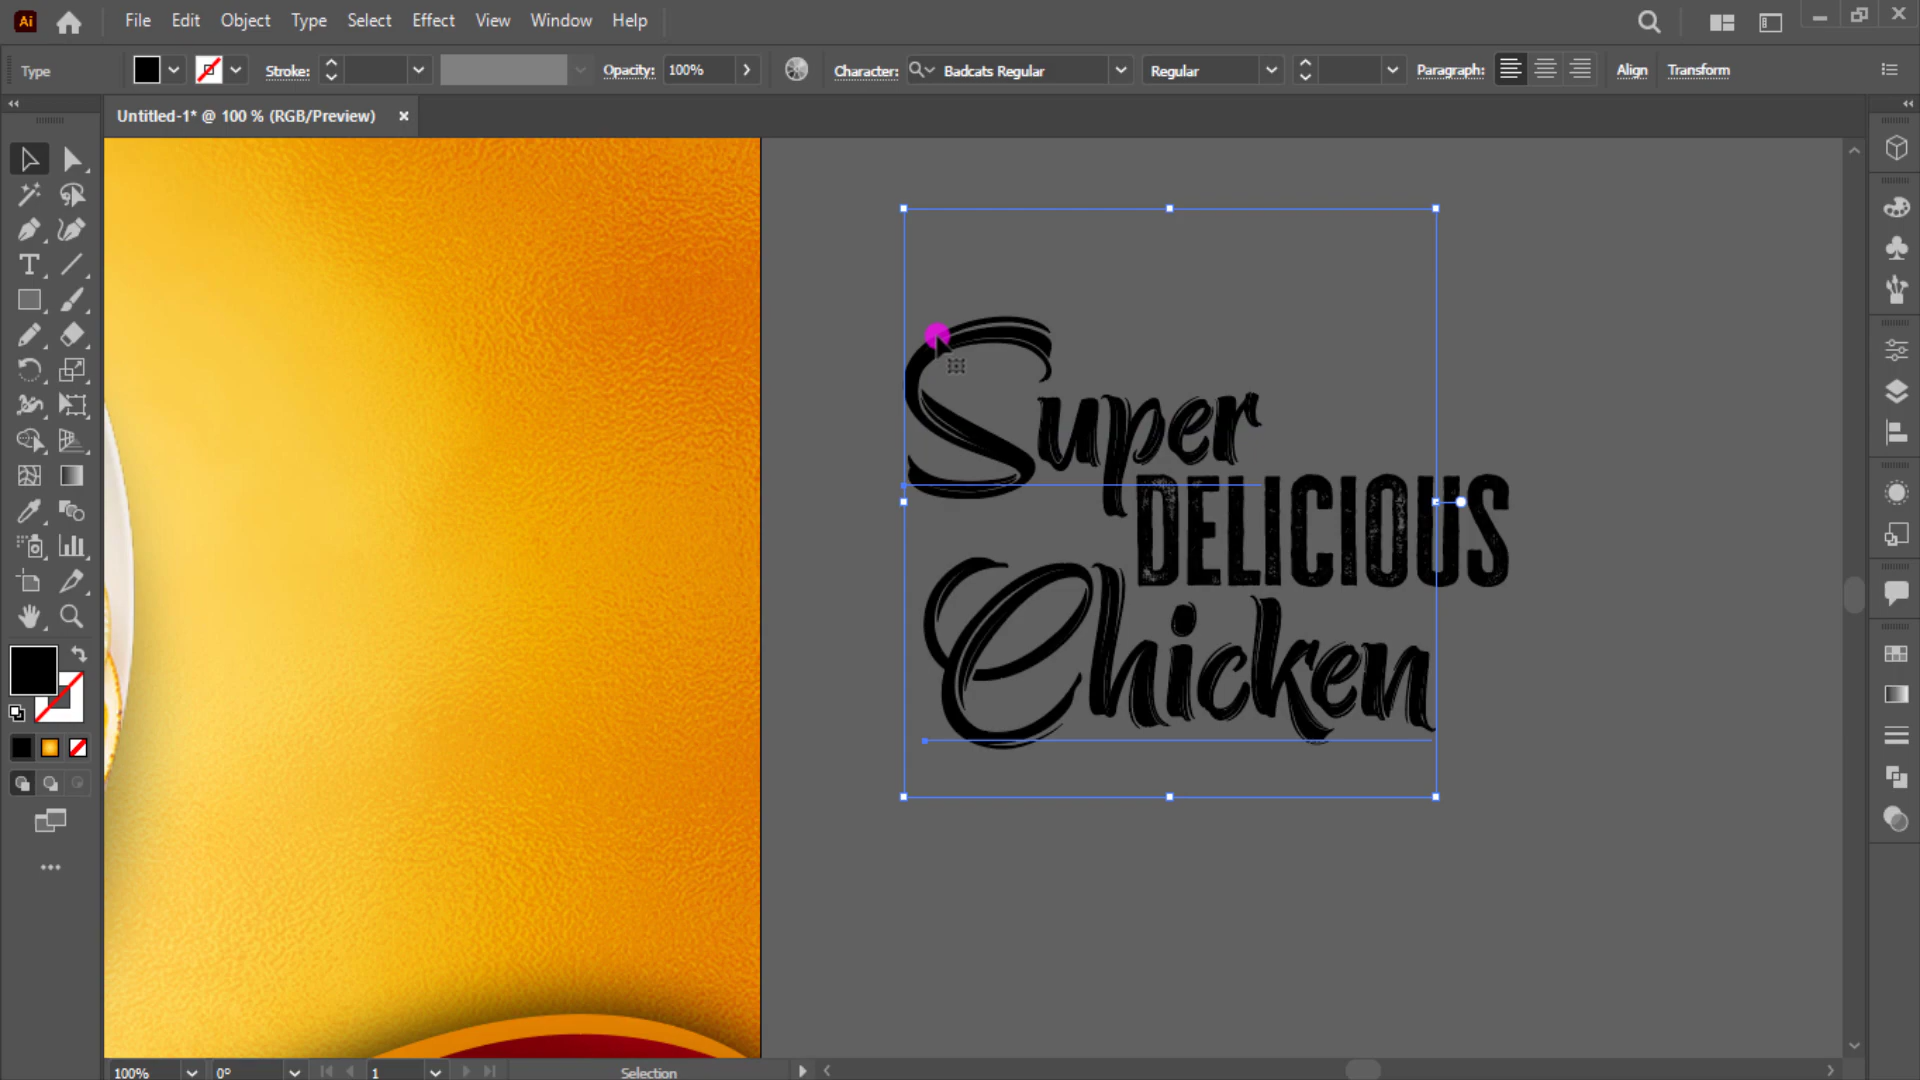 Ai
File Edit Object Type Select Effect View Window Help
Type
Stroke:
Opacity: 100%
Character: Badcats Regular
Regular
Paragraph:
Align Transform
Untitled-1* @ 100 % (RGB/Preview)
Super
DELICIOUS
Chicken
100%
0°
1
Selection